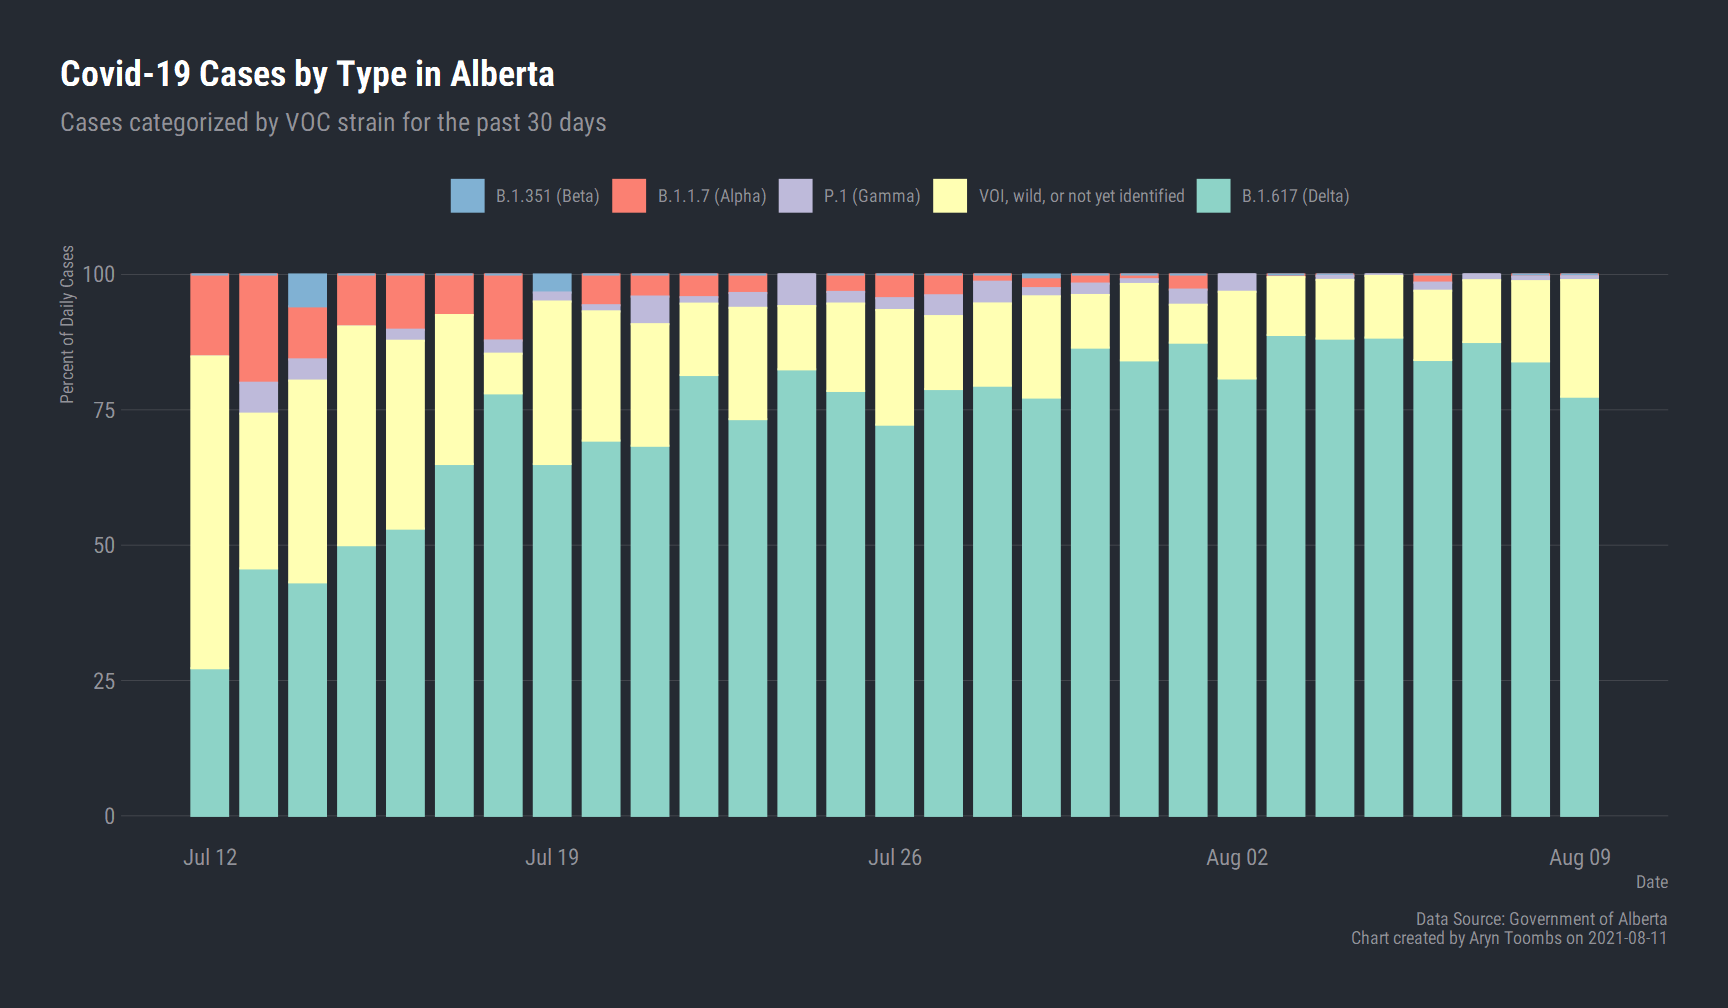 Covid-19 Cases by Type in Alberta
Cases categorized by VOC strain for the past 30 days
B.1.351 (Beta) B.1.1.7 (Alpha) P.1 (Gamma) VOI, wild, or not yet identified B.1.617 (Delta)
Percent of Daily Cases
100
75
50
25
0
Jul 12 Jul 19 Jul 26 Aug 02 Aug 09
Date
Data Source: Government of Alberta
Chart created by Aryn Toombs on 2021-08-11